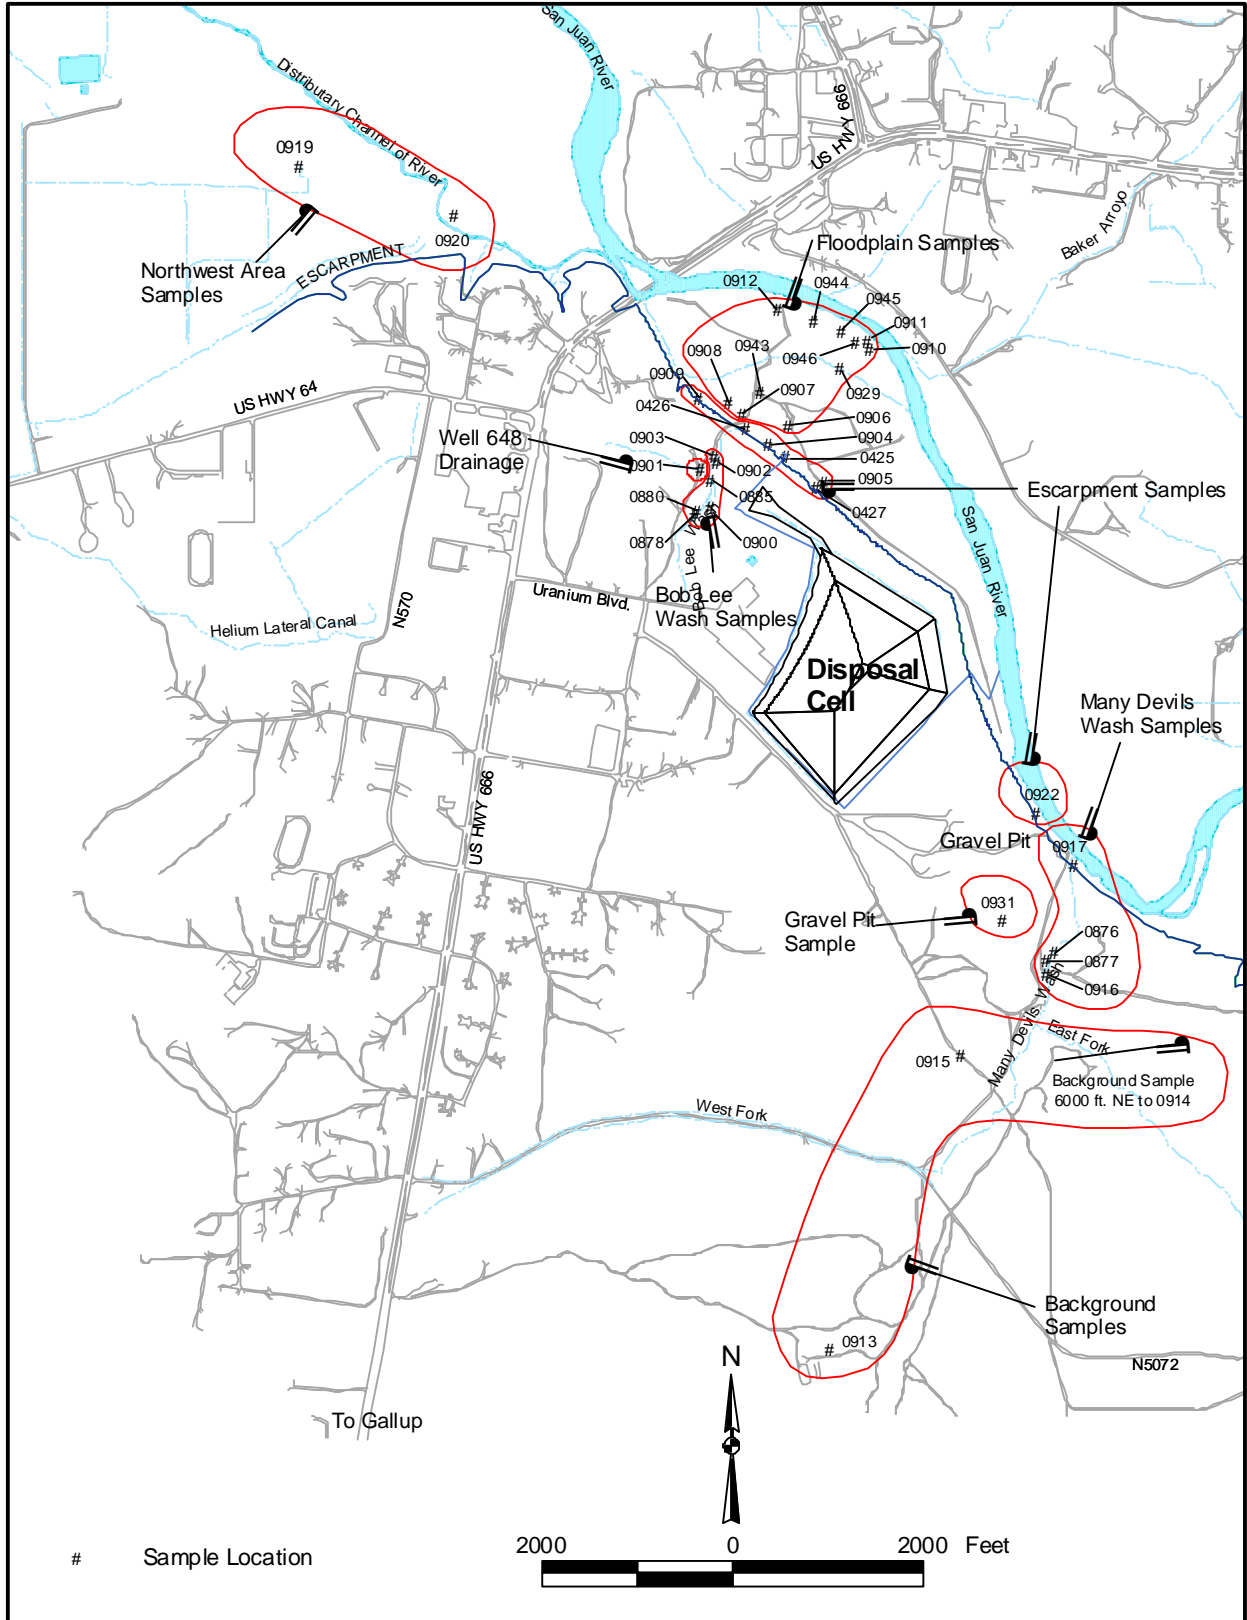 San Juan River
Distributary Channel of River
US HWY 666
0919
0920
Northwest Area
Samples
ESCARPMENT
Baker Arroyo
Floodplain Samples
0912
0944
0945
0911
0910
0946
0943
0908
0909
0907
0929
0906
0426
0904
0903
0425
0902
0901
0905
0885
0427
0880
0878
0900
US HWY 64
Well 648
Drainage
Escarpment Samples
San Juan River
Bob Lee W
Bob Lee
Wash Samples
Uranium Blvd.
N570
Helium Lateral Canal
Disposal
Cell
Many Devils
Wash Samples
0922
Gravel Pit
0917
US HWY 666
0931
Gravel Pit
Sample
0876
0877
0916
Many Devils Wash
East Fork
0915
Background Sample
6000 ft. NE to 0914
West Fork
Background
Samples
0913
N5072
N
To Gallup
# Sample Location
2000 0 2000 Feet